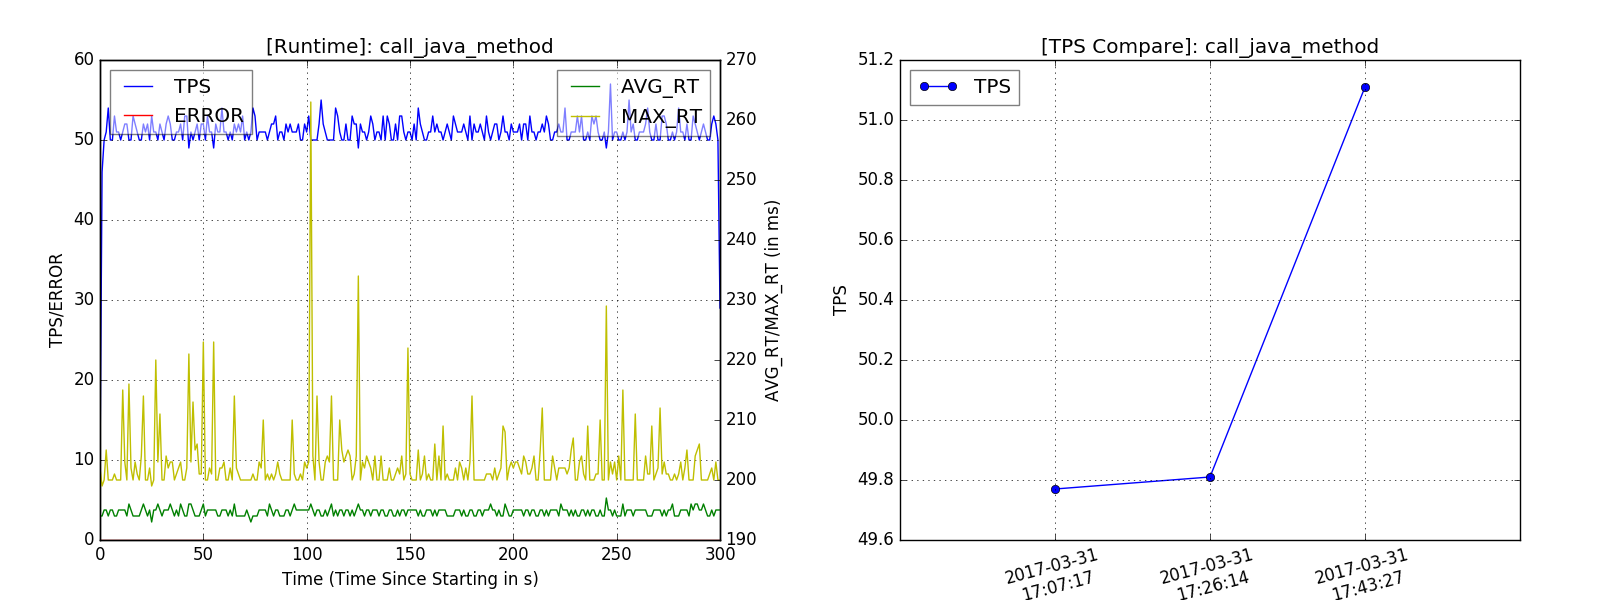 [Runtime]: call_java_method
60
50
40
30
20
10
0
TPS/ERROR
TPS
ERROR
AVG_RT
MAX_RT
270
260
250
240
230
220
210
200
190
AVG_RT/MAX_RT (in ms)
0 50 100 150 200 250 300
Time (Time Since Starting in s)
[TPS Compare]: call_java_method
51.2
51.0
50.8
50.6
50.4
50.2
50.0
49.8
49.6
TPS
TPS
2017-03-31
17:07:17
2017-03-31
17:26:14
2017-03-31
17:43:27